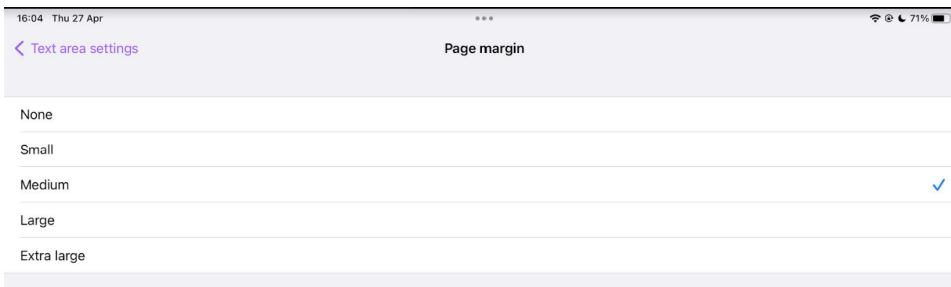 16:04 Thu 27 Apr 71%
Text area settings Page margin
None
Small
Medium
Large
Extra large